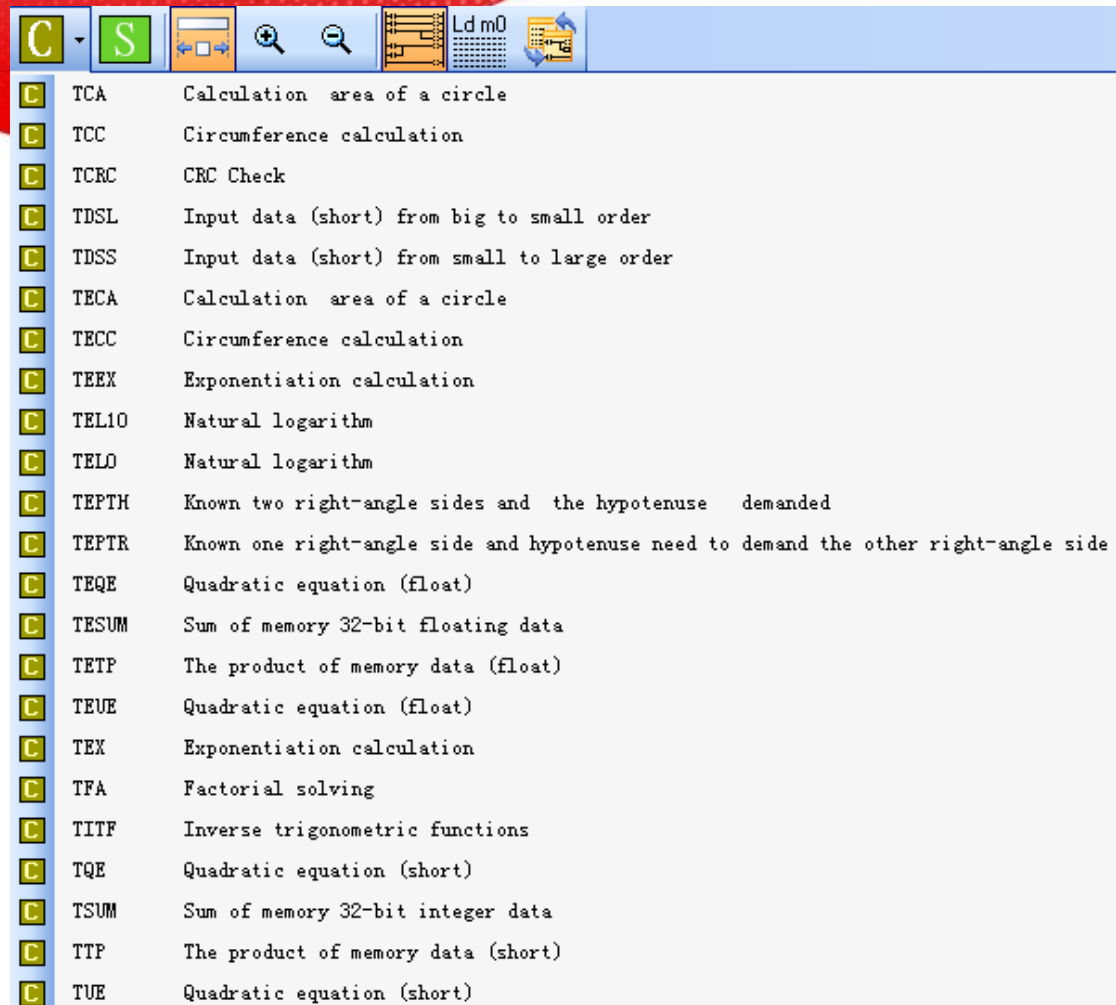 C S Ld m0
C TCA Calculation area of a circle
C TCC Circumference calculation
C TCRC CRC Check
C TDSL Input data (short) from big to small order
C TDSS Input data (short) from small to large order
C TECA Calculation area of a circle
C TECC Circumference calculation
C TEEX Exponentiation calculation
C TEL10 Natural logarithm
C TELO Natural logarithm
C TEPTH Known two right-angle sides and the hypotenuse demanded
C TEPTR Known one right-angle side and hypotenuse need to demand the other right-angle side
C TEQE Quadratic equation (float)
C TESUM Sum of memory 32-bit floating data
C TETP The product of memory data (float)
C TEUE Quadratic equation (float)
C TEX Exponentiation calculation
C TFA Factorial solving
C TITF Inverse trigonometric functions
C TQE Quadratic equation (short)
C TSUM Sum of memory 32-bit integer data
C TTP The product of memory data (short)
C TUE Quadratic equation (short)